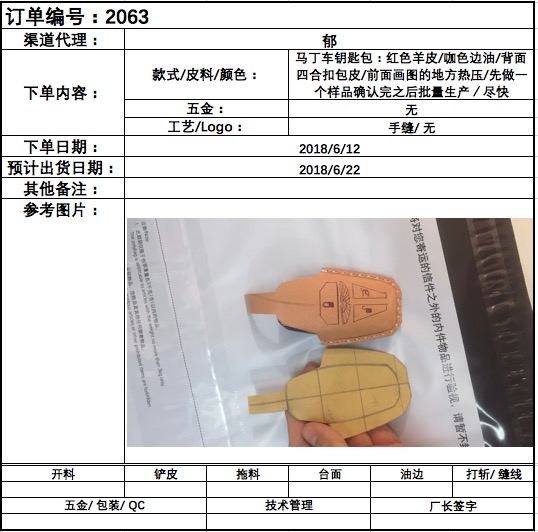 订单编号：2063
渠道代理：
郁
下单内容：
款式/皮料/颜色：
马丁车钥匙包：红色羊皮/咖色边油/背面
四合扣包皮/前面画图的地方热压/先做一
个样品确认完之后批量生产 / 尽快
五金：
无
工艺/Logo：
手缝/ 无
下单日期：
2018/6/12
预计出货日期：
2018/6/22
其他备注：
参考图片：
将对您寄运的信件之外的内件物品进行验视。请暂不封
开料
铲皮
拖料
台面
油边
打斩/ 缝线
五金/ 包装/ QC
技术管理
厂长签字